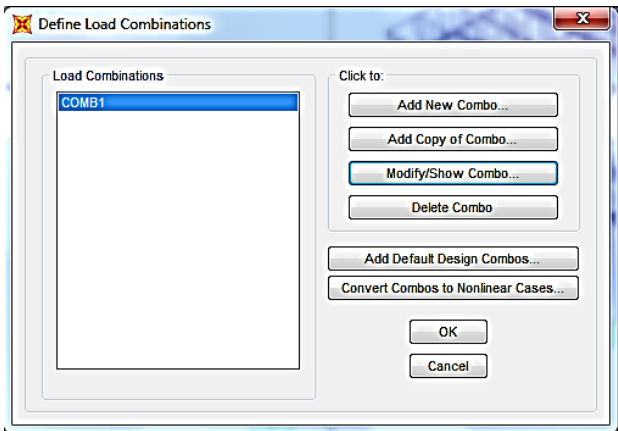 Define Load Combinations
Load Combinations
COMB1
Click to:
Add New Combo...
Add Copy of Combo...
Modify/Show Combo...
Delete Combo
Add Default Design Combos...
Convert Combos to Nonlinear Cases...
OK
Cancel